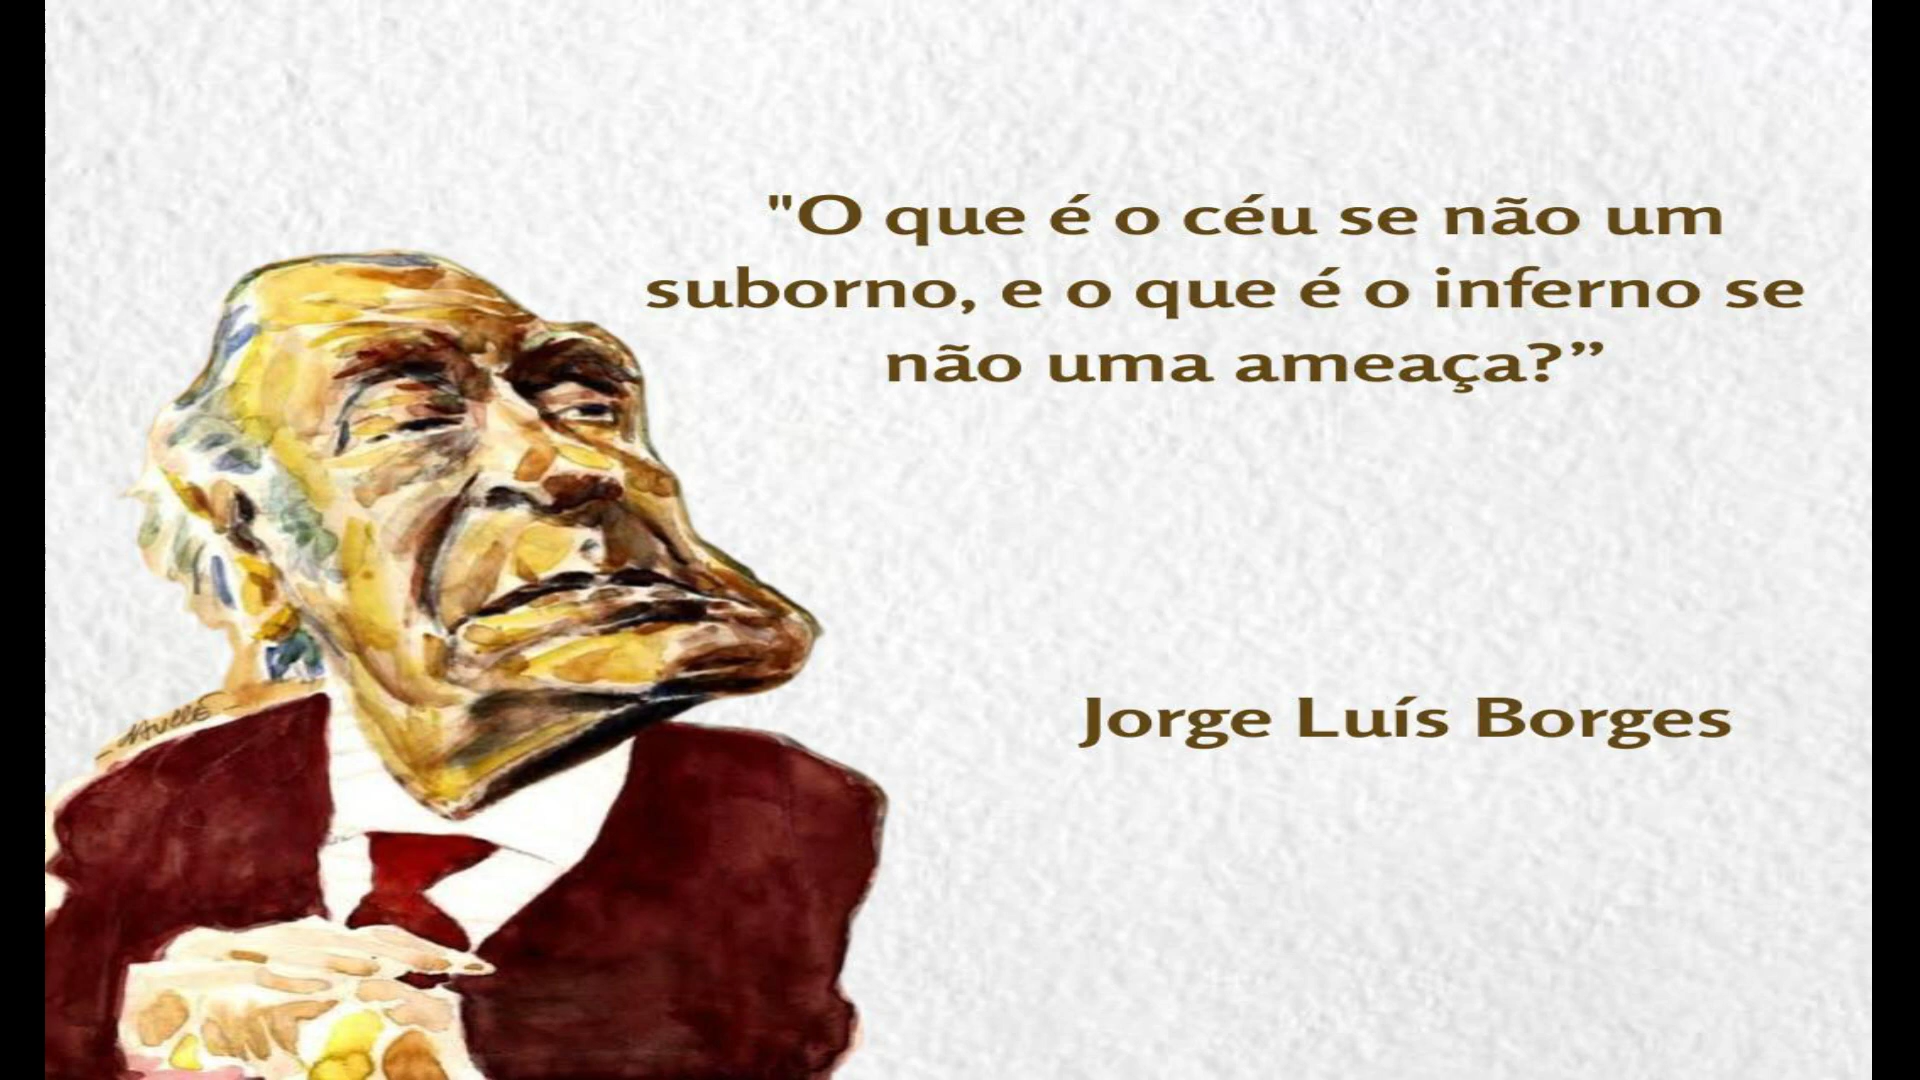 "O que é o céu se não um
suborno, e o que é o inferno se
não uma ameaça?”
Jorge Luís Borges